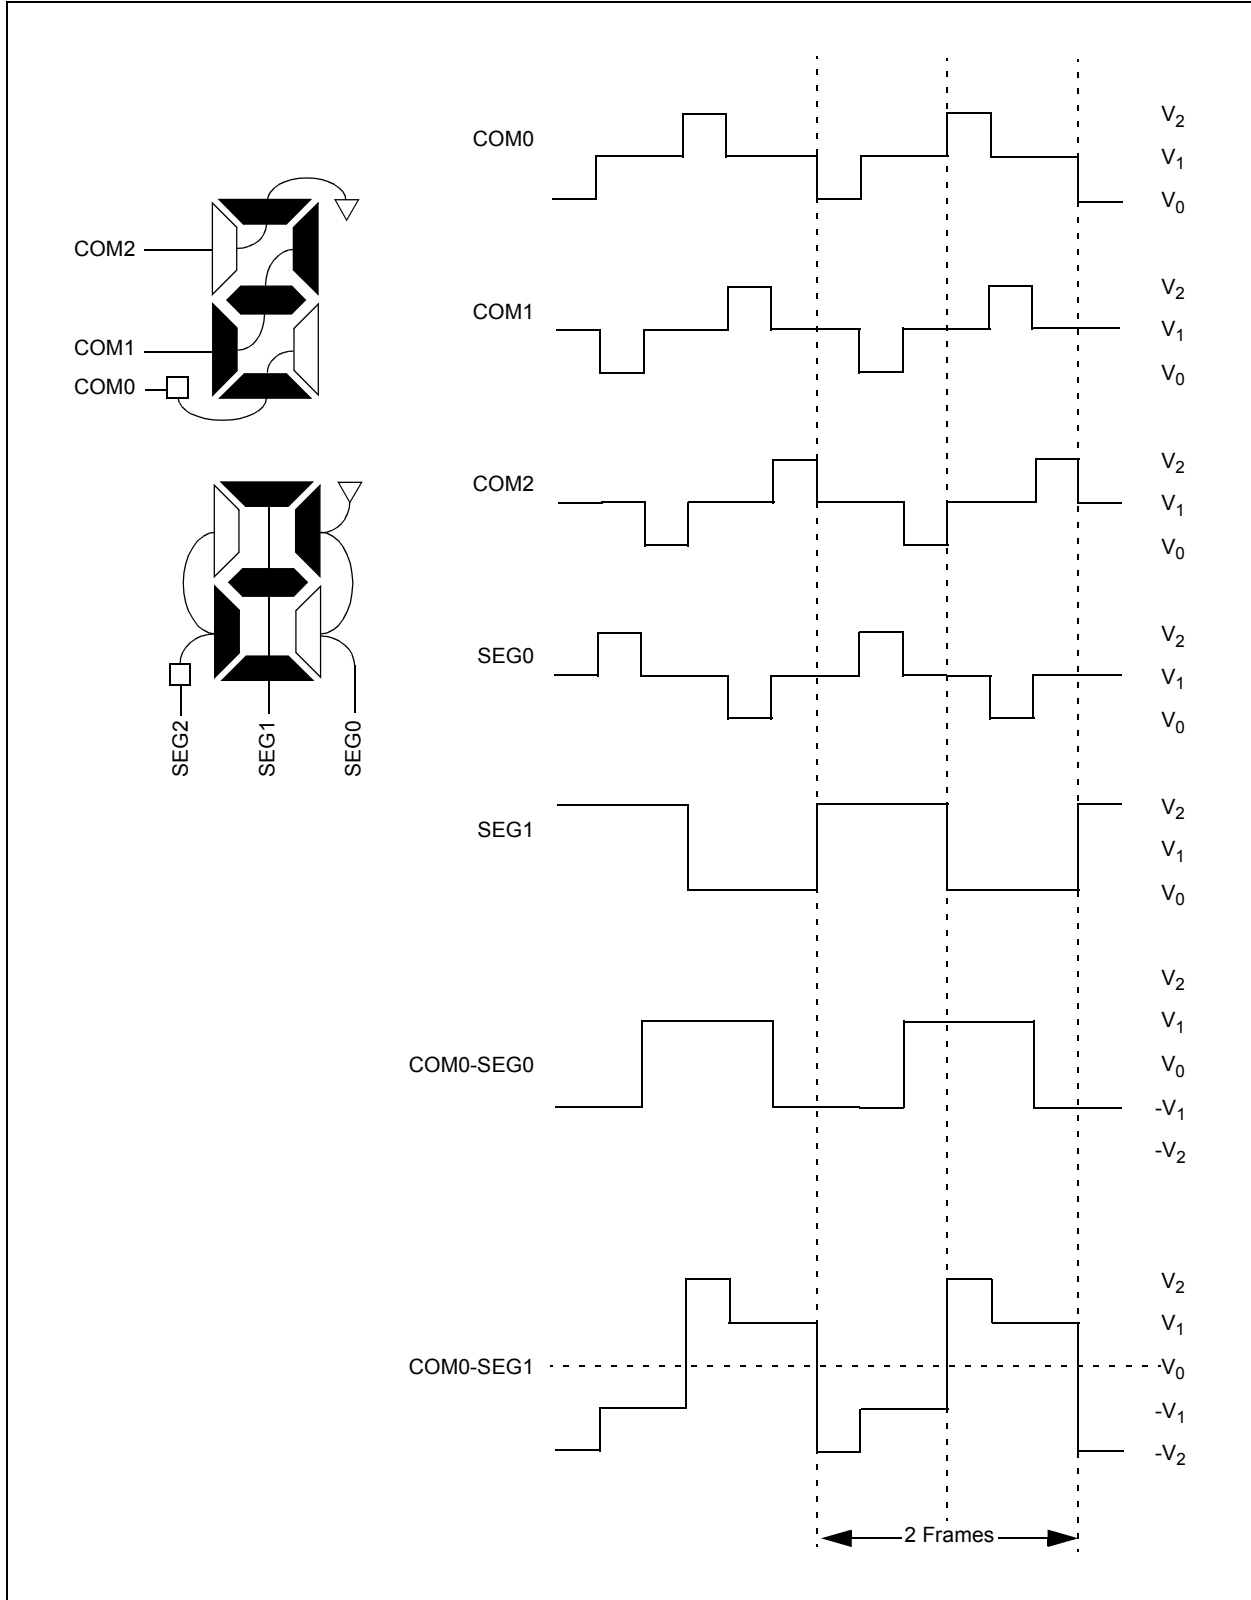 COM2
COM1
COM0
SEG2
SEG1
SEG0
COM0
V2
V1
V0
COM1
V2
V1
V0
COM2
V2
V1
V0
SEG0
V2
V1
V0
SEG1
V2
V1
V0
COM0-SEG0
V2
V1
V0
-V1
-V2
COM0-SEG1
V2
V1
V0
-V1
-V2
2 Frames